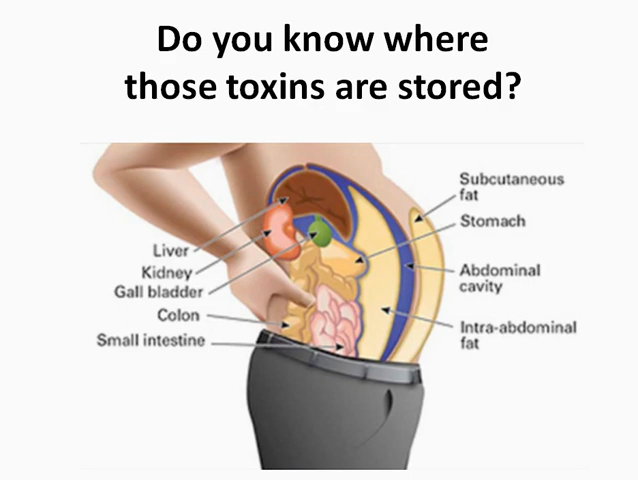 Do you know where
those toxins are stored?
Subcutaneous
fat
Stomach
Liver
Kidney
Gall bladder
Abdominal
cavity
Colon
Small intestine
Intra-abdominal
fat